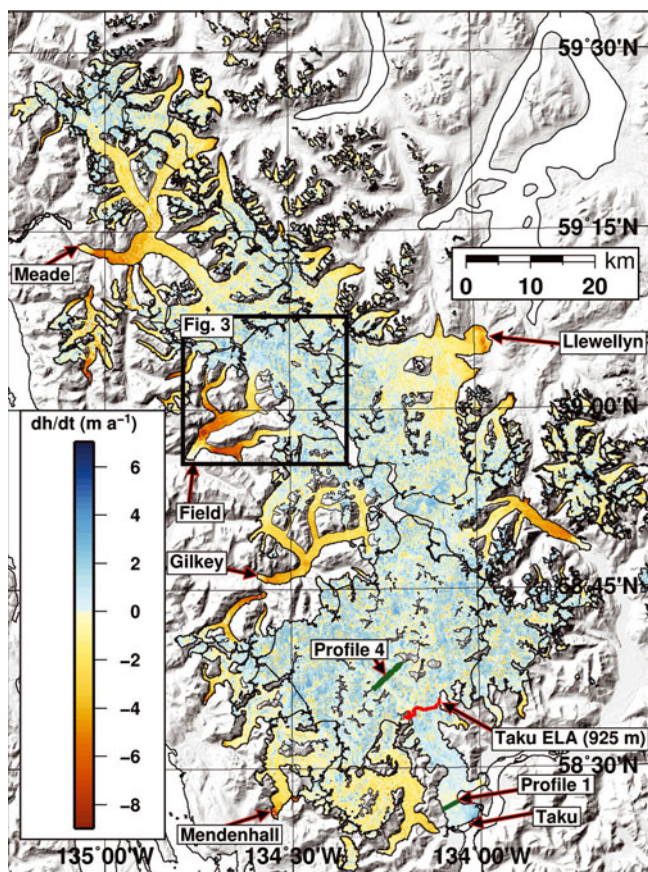 59°30'N
59°15'N
Meade
0 10 20
km
Fig. 3
Llewellyn
59°00'N
dh/dt (m a⁻¹)
6
4
2
0
−2
−4
−6
−8
Field
Gilkey
58°45'N
Profile 4
Taku ELA (925 m)
58°30'N
Profile 1
Taku
Mendenhall
135°00'W
134°30'W
134°00'W